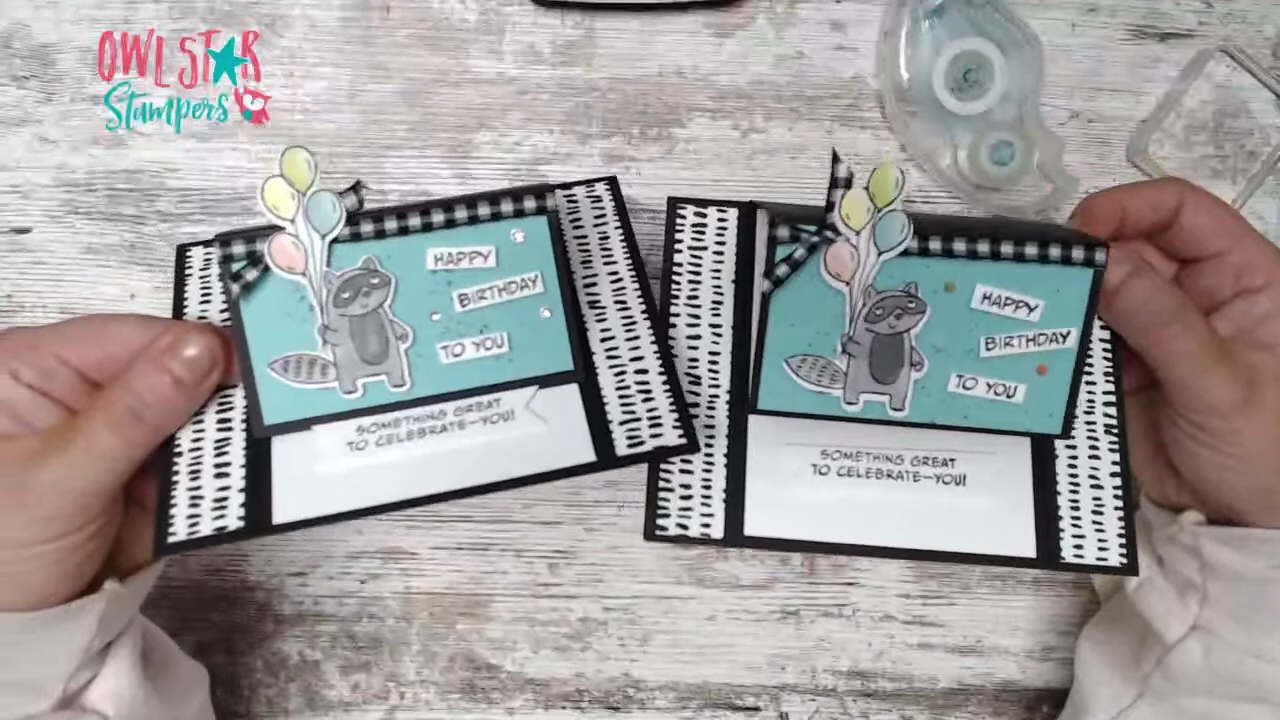 OWL STAR
Stampers
HAPPY
BIRTHDAY
TO YOU
SOMETHING GREAT
TO CELEBRATE—YOU!
HAPPY
BIRTHDAY
TO YOU
SOMETHING GREAT
TO CELEBRATE—YOU!